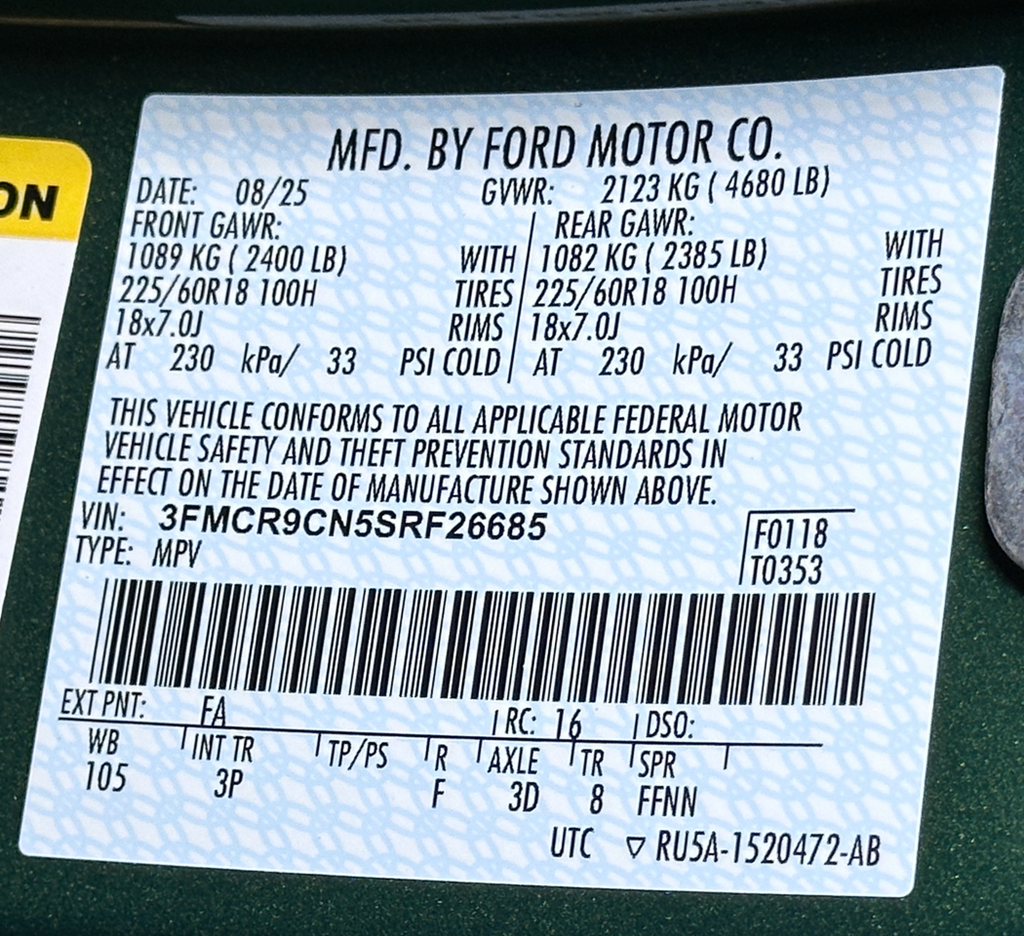 MFD. BY FORD MOTOR CO.
DATE: 08/25 GVWR: 2123 KG ( 4680 LB)
FRONT GAWR: REAR GAWR:
1089 KG ( 2400 LB) WITH 1082 KG ( 2385 LB) WITH
225/60R18 100H TIRES 225/60R18 100H TIRES
18x7.0J RIMS 18x7.0J RIMS
AT 230 kPa/ 33 PSI COLD AT 230 kPa/ 33 PSI COLD
THIS VEHICLE CONFORMS TO ALL APPLICABLE FEDERAL MOTOR
VEHICLE SAFETY AND THEFT PREVENTION STANDARDS IN
EFFECT ON THE DATE OF MANUFACTURE SHOWN ABOVE.
VIN: 3FMCR9CN5SRF26685 F0118
TYPE: MPV T0353
EXT PNT: FA RC: 16 DSO:
WB INT TR TP/PS R AXLE TR SPR
105 3P F 3D 8 FFNN
UTC ▽ RU5A-1520472-AB
ON